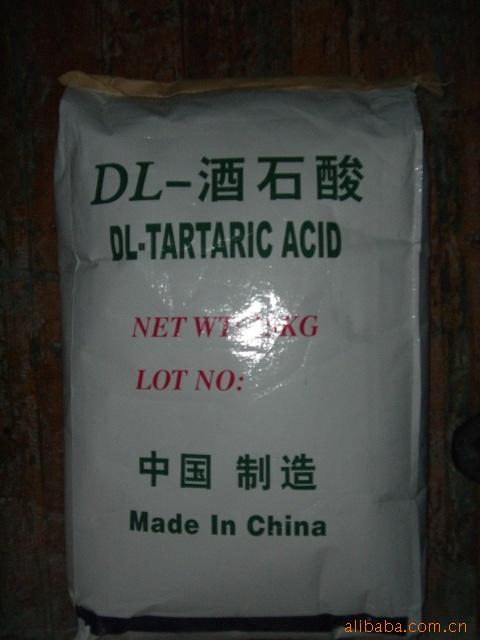 DL-酒石酸
DL-TARTARIC ACID
NET WT: KG
LOT NO:
中国 制造
Made In China
alibaba.com.cn